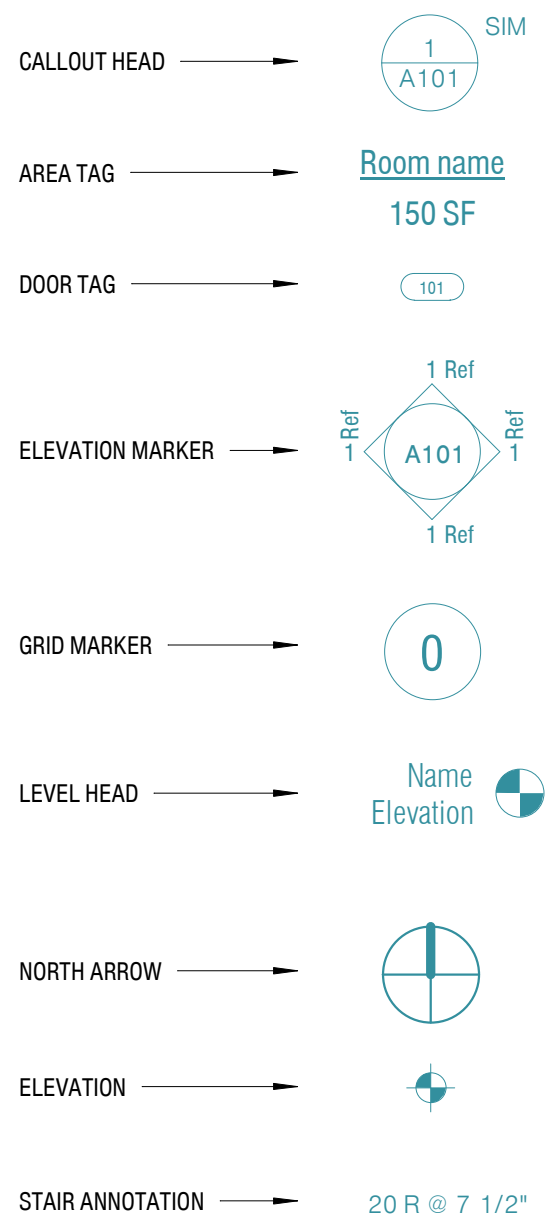 SIM
CALLOUT HEAD
1
A101
AREA TAG
Room name
150 SF
DOOR TAG
101
1 Ref
1 Ref
ELEVATION MARKER
A101
1 Ref
1 Ref
GRID MARKER
0
LEVEL HEAD
Name
Elevation
NORTH ARROW
ELEVATION
STAIR ANNOTATION
20 R @ 7 1/2"